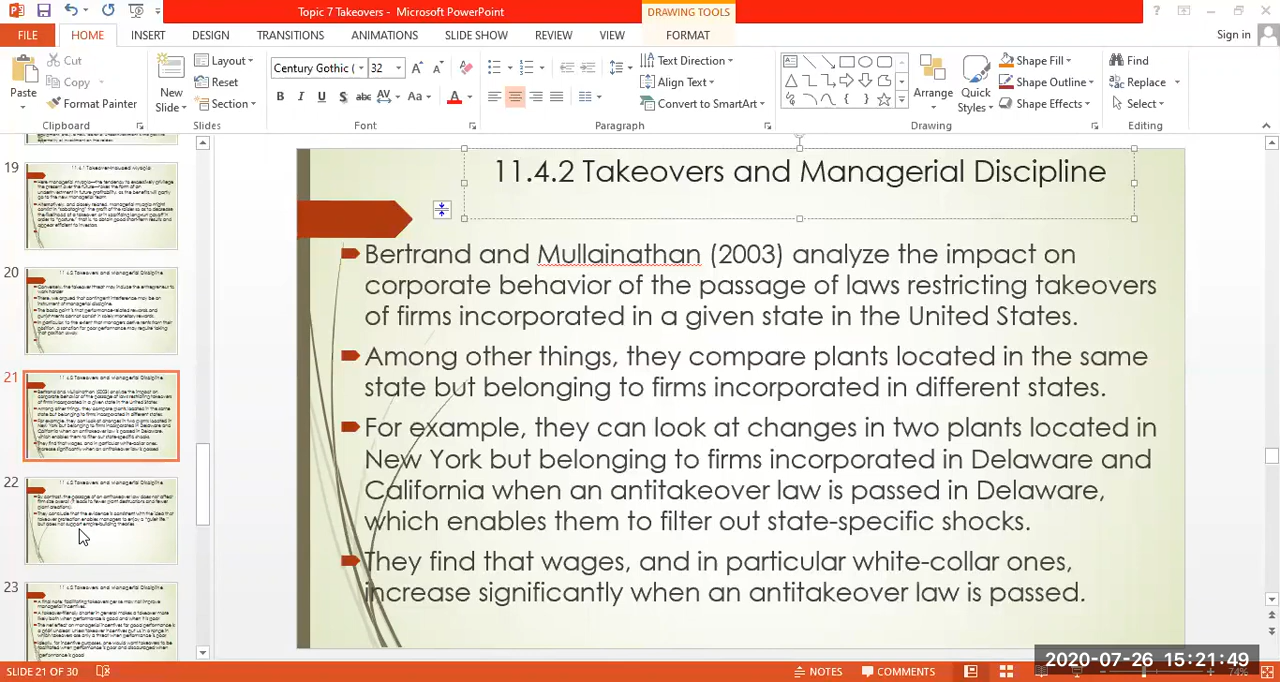 Topic 7 Takeovers - Microsoft PowerPoint
DRAWING TOOLS
FILE HOME INSERT DESIGN TRANSITIONS ANIMATIONS SLIDE SHOW REVIEW VIEW FORMAT Sign in
Paste
Cut
Copy
Format Painter
Clipboard
New
Slide
Layout
Reset
Section
Slides
Century Gothic ( 32
B I U S abc AV Aa A
Font
Text Direction
Align Text
Convert to SmartArt
Paragraph
Arrange
Quick
Styles
Shape Fill
Shape Outline
Shape Effects
Drawing
Find
Replace
Select
Editing
19
20
21
22
23
11.4.2 Takeovers and Managerial Discipline
Bertrand and Mullainathan (2003) analyze the impact on
corporate behavior of the passage of laws restricting takeovers
of firms incorporated in a given state in the United States.
Among other things, they compare plants located in the same
state but belonging to firms incorporated in different states.
For example, they can look at changes in two plants located in
New York but belonging to firms incorporated in Delaware and
California when an antitakeover law is passed in Delaware,
which enables them to filter out state-specific shocks.
They find that wages, and in particular white-collar ones,
increase significantly when an antitakeover law is passed.
SLIDE 21 OF 30
NOTES
COMMENTS
2020-07-26 15:21:49